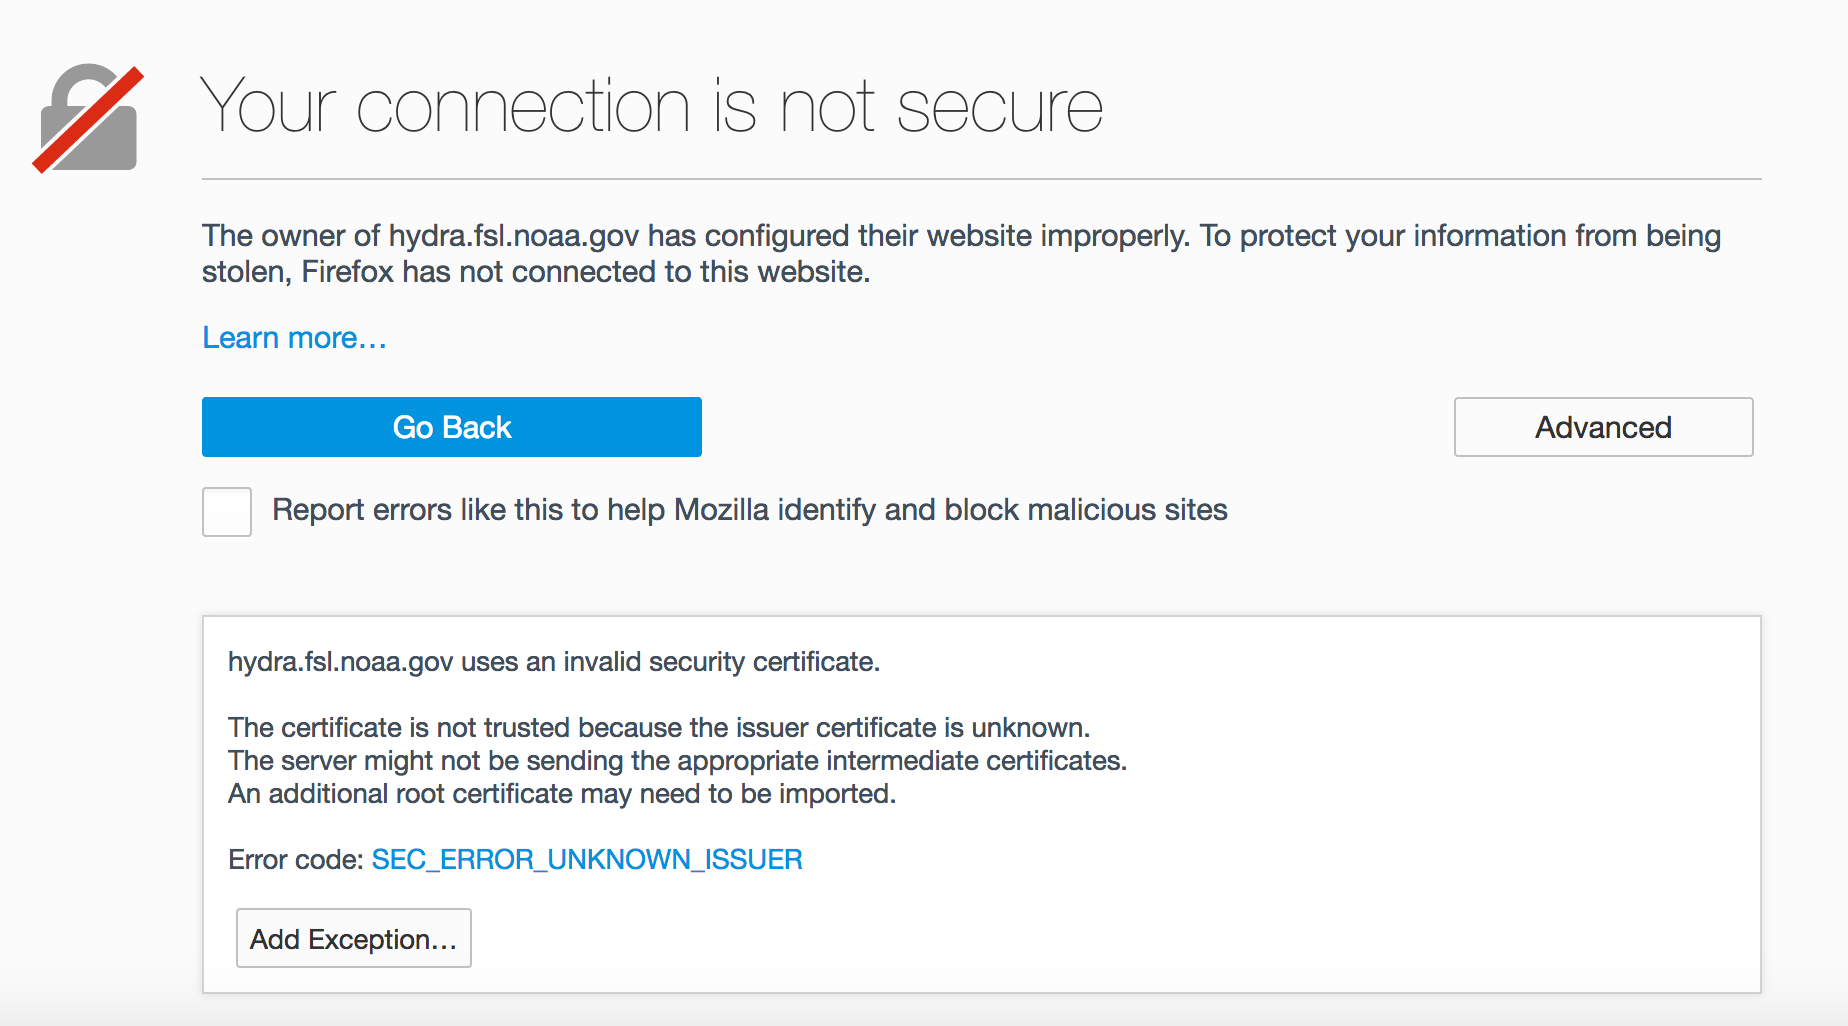 Your connection is not secure
The owner of hydra.fsl.noaa.gov has configured their website improperly. To protect your information from being
stolen, Firefox has not connected to this website.
Learn more…
Go Back
Advanced
Report errors like this to help Mozilla identify and block malicious sites
hydra.fsl.noaa.gov uses an invalid security certificate.
The certificate is not trusted because the issuer certificate is unknown.
The server might not be sending the appropriate intermediate certificates.
An additional root certificate may need to be imported.
Error code: SEC_ERROR_UNKNOWN_ISSUER
Add Exception…